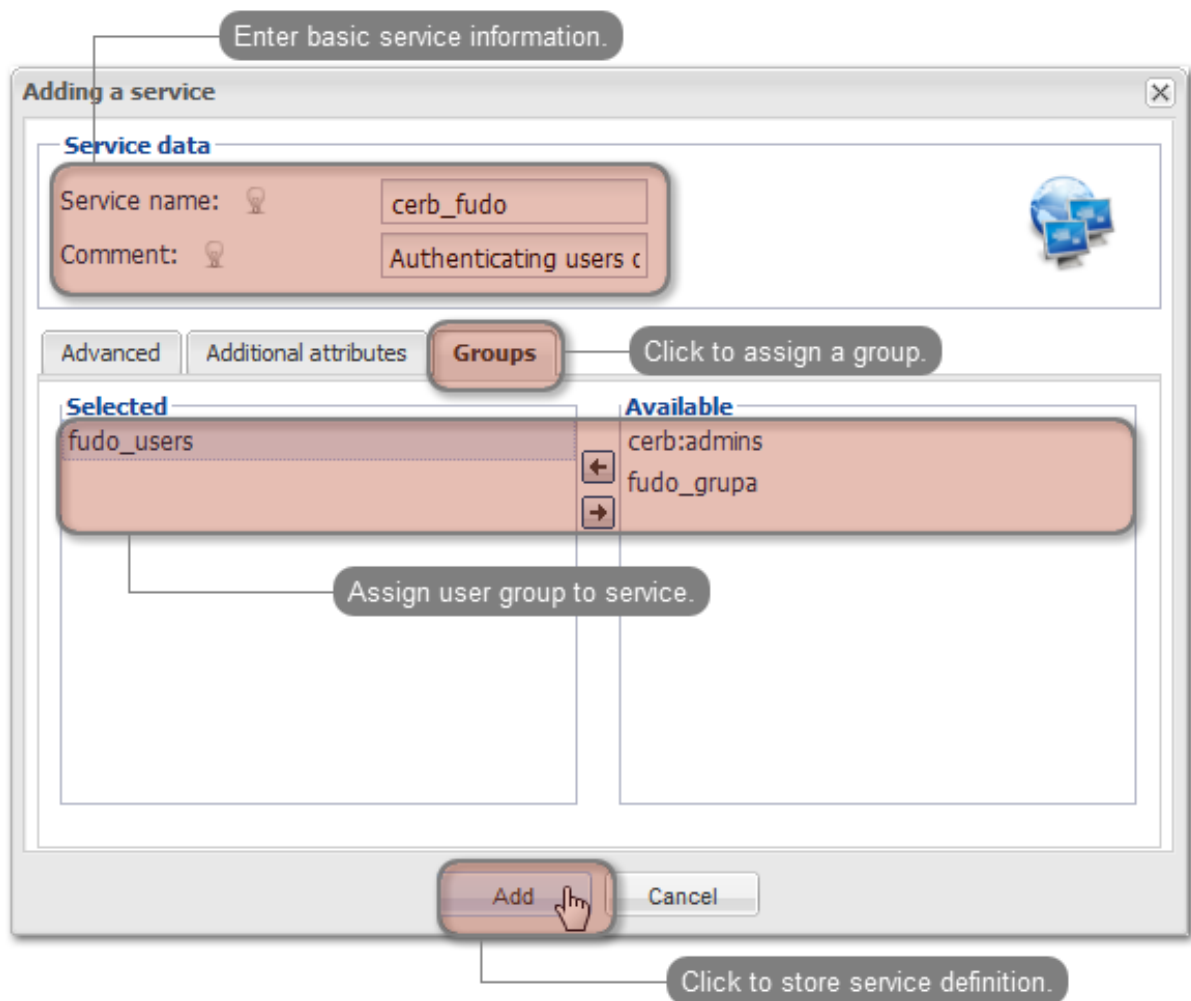 Enter basic service information.
Adding a service
Service data
Service name: cerb_fudo
Comment: Authenticating users
Advanced Additional attributes Groups Click to assign a group.
Selected Available
fudo_users cerb:admins
fudo_grupa
Assign user group to service.
Add Cancel
Click to store service definition.